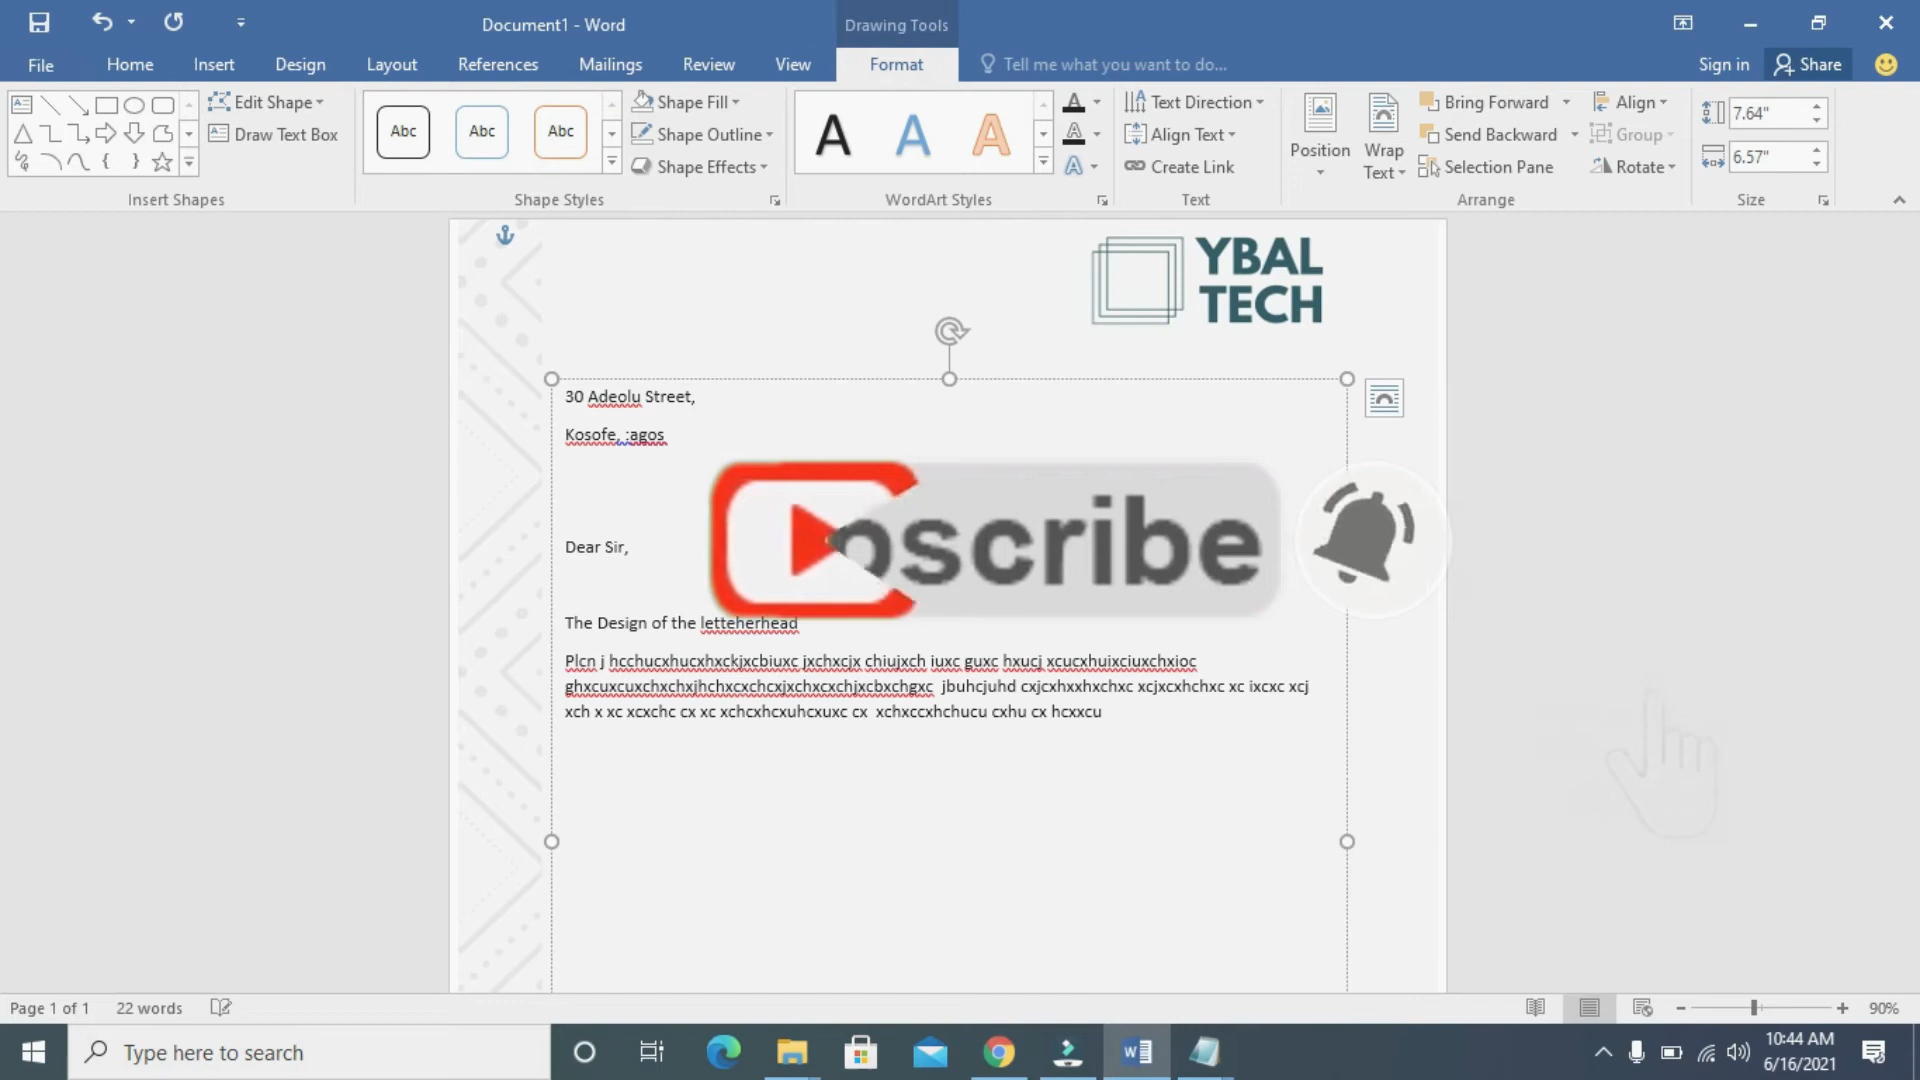 Document1 - Word
Drawing Tools
File
Home
Insert
Design
Layout
References
Mailings
Review
View
Format
Tell me what you want to do...
Sign in
Share
Edit Shape
Draw Text Box
Insert Shapes
Abc
Abc
Abc
Shape Fill
Shape Outline
Shape Effects
Shape Styles
A
A
A
WordArt Styles
Text Direction
Align Text
Create Link
Text
Position
Wrap
Text
Bring Forward
Send Backward
Selection Pane
Align
Group
Rotate
Arrange
7.64"
6.57"
Size
YBAL
TECH
30 Adeolu Street,
Kosofe, :agos
Dear Sir,
oscribe
The Design of the letteherhead
Plcn j hcchucxhucxhxckjxcbiuxc jxchxcjx chiujxch iuxc guxc hxucj xcucxhuixciuxchxioc
ghxcuxcuxchxchxjhchxcxchcxjxchxcxchjxcbxchgxc jbuhcjuhd cxjcxhxxhxchxc xcjxcxhchxc xc ixcxc xcj
xch x xc xcxchc cx xc xchcxhcxuhcxuxc cx xchxccxhchucu cxhu cx hcxxcu
Page 1 of 1
22 words
90%
Type here to search
10:44 AM
6/16/2021